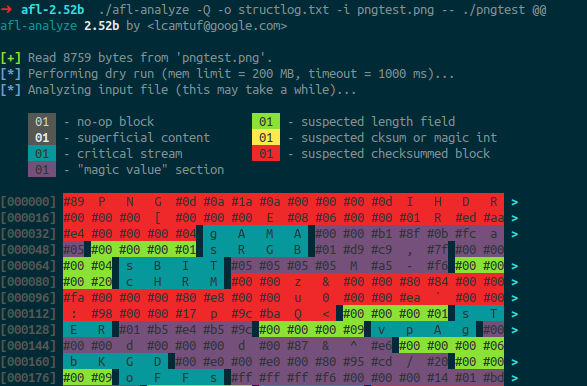 ➜ afl-2.52b ./afl-analyze -Q -o structlog.txt -i pngtest.png -- ./pngtest @@
afl-analyze 2.52b by <lcamtuf@google.com>
[+] Read 8759 bytes from 'pngtest.png'.
[*] Performing dry run (mem limit = 200 MB, timeout = 1000 ms)...
[*] Analyzing input file (this may take a while)...
01 - no-op block 01 - suspected length field
01 - superficial content 01 - suspected cksum or magic int
01 - critical stream 01 - suspected checksummed block
01 - "magic value" section
[000000] #89 P N G #0d #0a #1a #0a #00 #00 #00 #0d I H D R >
[000016] #00 #00 #00 [ #00 #00 #00 E #08 #06 #00 #00 #01 R #ed #aa >
[000032] #e4 #00 #00 #00 #04 g A M A #00 #00 #b1 #8f #0b #fc a >
[000048] #05 #00 #00 #00 #01 s R G B #01 #d9 #c9 , #7f #00 #00 >
[000064] #00 #04 s B I T #05 #05 #05 #05 M #a5 - #f6 #00 #00 >
[000080] #00 #20 c H R M #00 #00 z & #00 #00 #80 #84 #00 #00 >
[000096] #fa #00 #00 #00 #80 #e8 #00 #00 u 0 #00 #00 #ea ` #00 #00 >
[000112] : #98 #00 #00 #17 p #9c #ba Q < #00 #00 #00 #01 s T >
[000128] E R #01 #b5 #e4 #b5 #9c #00 #00 #00 #09 v p A g #00 >
[000144] #00 #00 d #00 #00 #00 d #00 #87 & ^ #e6 #00 #00 #00 #06 >
[000160] b K G D #00 #e0 #00 #e9 #00 #80 #95 #cd / #20 #00 #00 >
[000176] #00 #09 o F F s #ff #ff #ff #f6 #00 #00 #00 #14 #01 #bd >